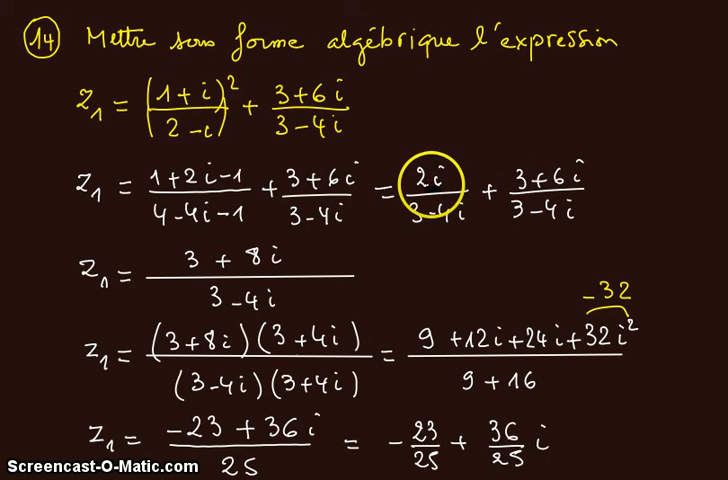 14 Mettre sous forme algébrique l'expression
z₁ = ((1 + i)/(2 - i))² + (3 + 6i)/(3 - 4i)
z₁ = (1 + 2i - 1)/(4 - 4i - 1) + (3 + 6i)/(3 - 4i) = 2i/(3 - 4i) + (3 + 6i)/(3 - 4i)
z₁ = (3 + 8i)/(3 - 4i)
-32
z₁ = (3 + 8i)(3 + 4i)/(3 - 4i)(3 + 4i) = (9 + 12i + 24i + 32i²)/(9 + 16)
z₁ = (-23 + 36i)/25 = -23/25 + 36/25 i
Screencast-O-Matic.com